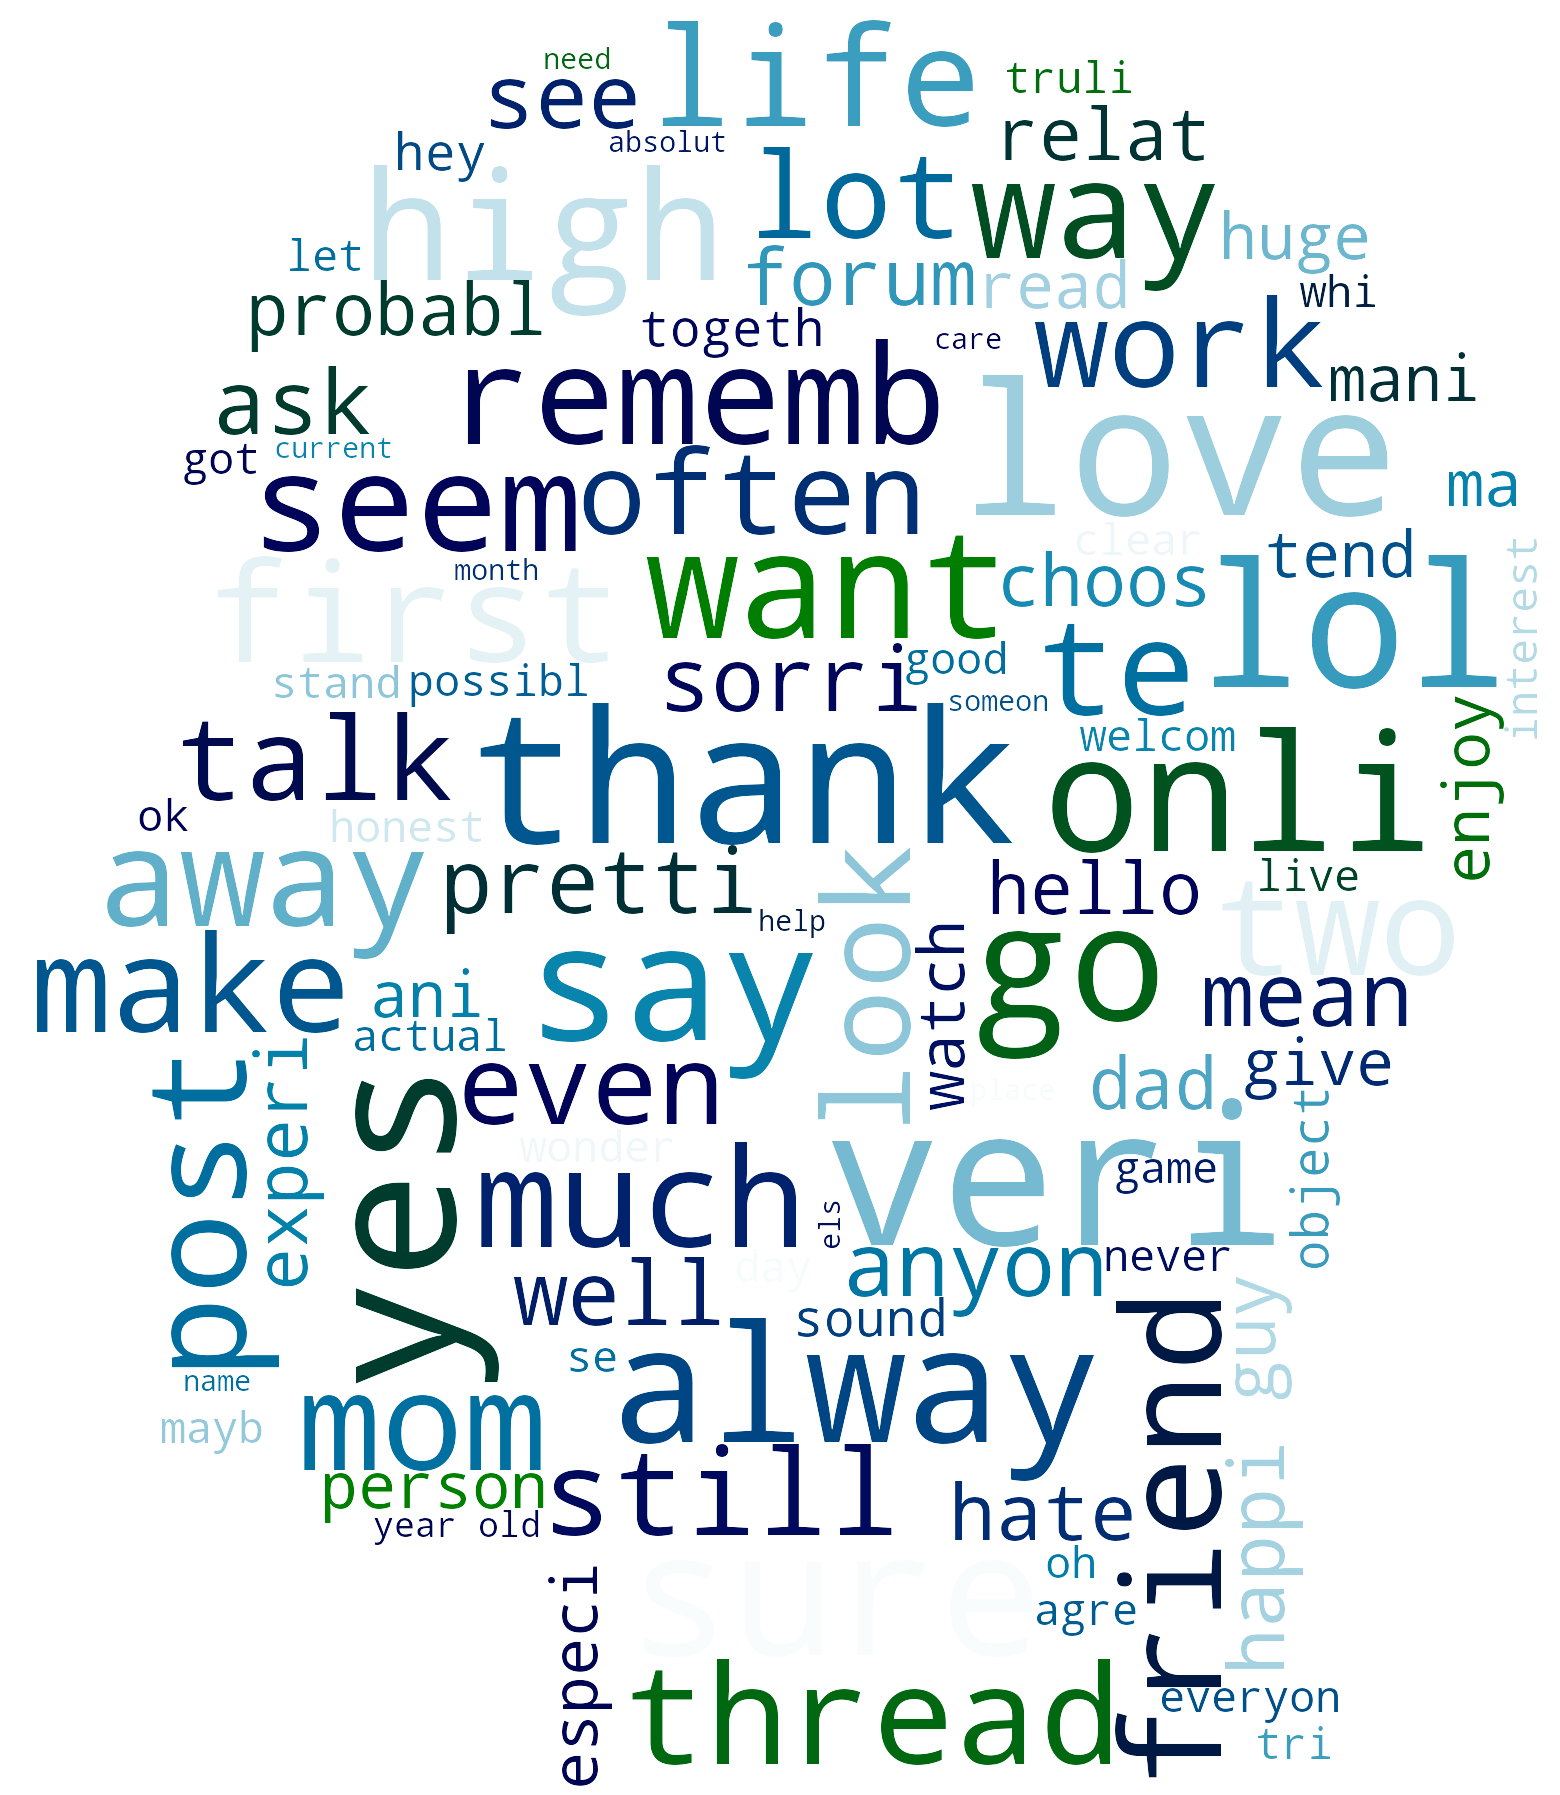 need
life
see
truli
absolut
relat
hey
lot
way
high
huge
let
forum
read
whi
probabl
togeth
care
work
rememb
mani
ask
love
got
current
seem
often
ma
clear
tend
month
want
choos
lol
interest
first
te
stand
possibl
sorri
good
someon
welcom
talk
thank
onli
enjoy
ok
honest
away
pretti
look
hello
live
two
help
watch
make
ani
say
go
mean
actual
even
place
dad
give
post
experi
yes
wonder
much
veri
game
object
els
day
anyon
never
well
sound
guy
se
alway
friend
name
mayb
mom
person
still
hate
happi
year old
sure
oh
agre
especi
thread
everyon
tri